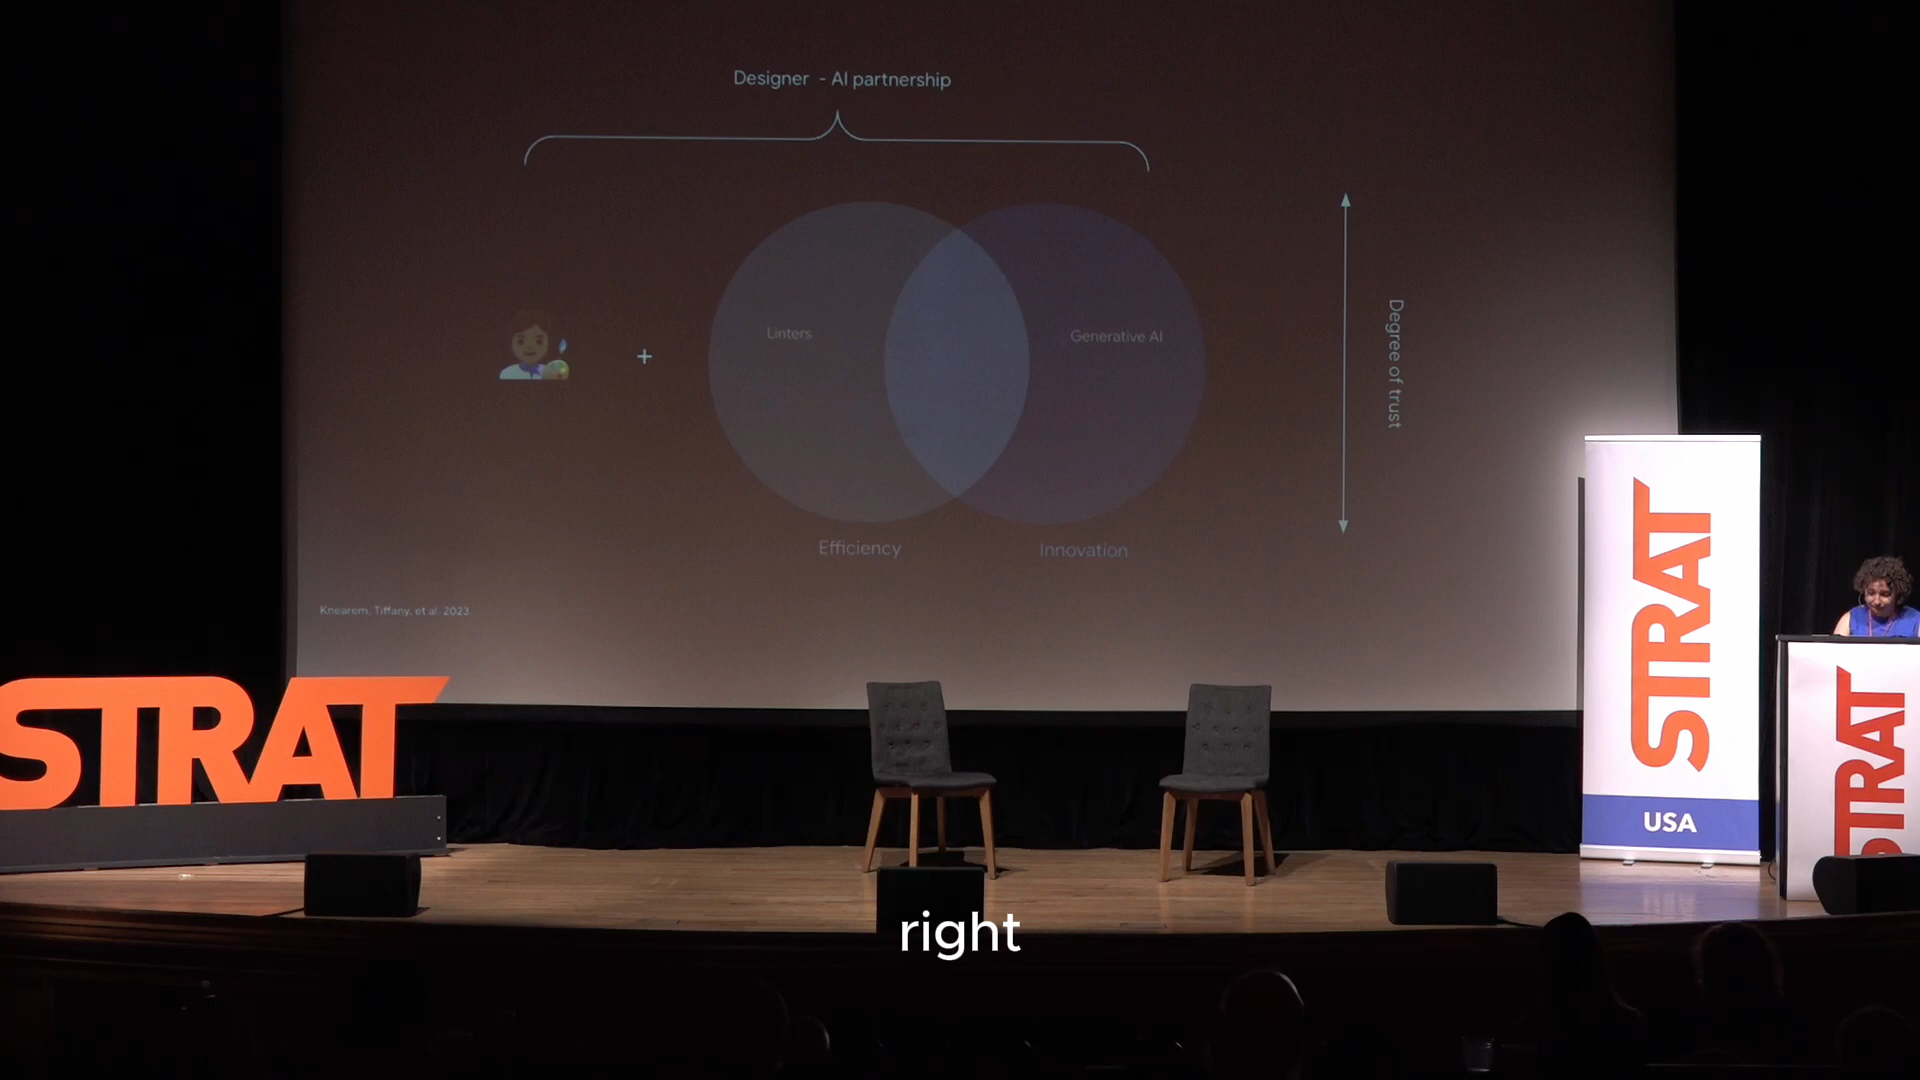 Designer - AI partnership
Linters
Generative AI
+
Degree of trust
Efficiency
Innovation
Knearem, Tiffany, et al. 2023.
STRAT
STRAT
USA
STRAT
right